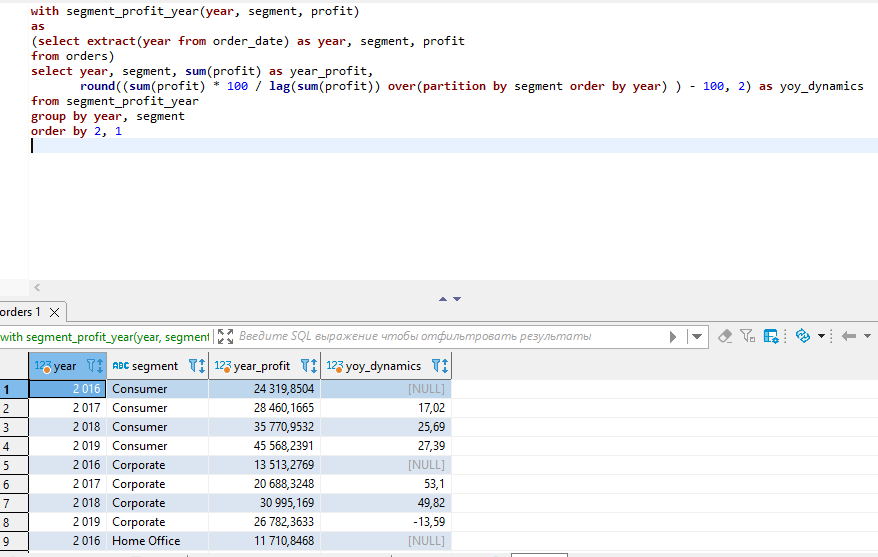 with segment_profit_year(year, segment, profit)
as
(select extract(year from order_date) as year, segment, profit
from orders)
select year, segment, sum(profit) as year_profit,
round((sum(profit) * 100 / lag(sum(profit)) over(partition by segment order by year) ) - 100, 2) as yoy_dynamics
from segment_profit_year
group by year, segment
order by 2, 1
orders 1
with segment_profit_year(year, segment Введите SQL выражение чтобы отфильтровать результаты
123 year ABC segment 123 year_profit 123 yoy_dynamics
1 2 016 Consumer 24 319,8504 [NULL]
2 2 017 Consumer 28 460,1665 17,02
3 2 018 Consumer 35 770,9532 25,69
4 2 019 Consumer 45 568,2391 27,39
5 2 016 Corporate 13 513,2769 [NULL]
6 2 017 Corporate 20 688,3248 53,1
7 2 018 Corporate 30 995,169 49,82
8 2 019 Corporate 26 782,3633 -13,59
9 2 016 Home Office 11 710,8468 [NULL]